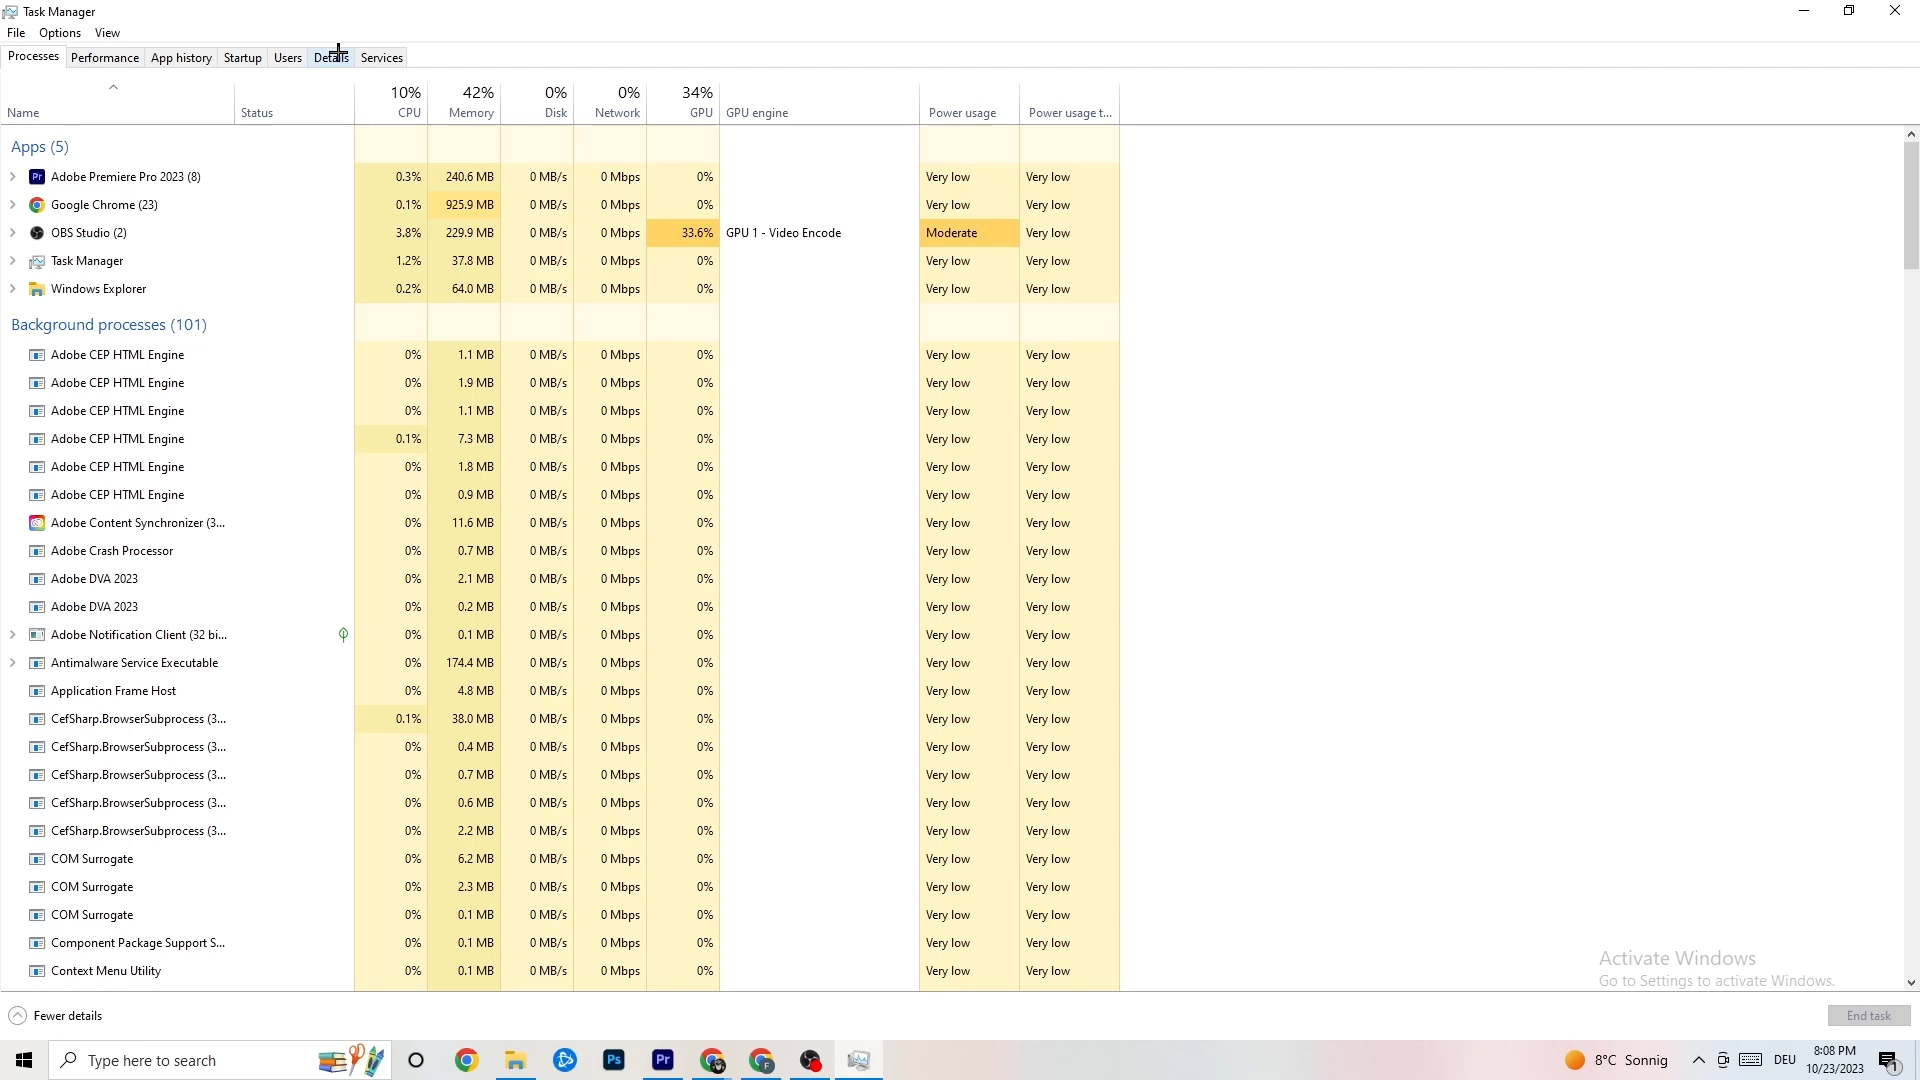 Task Manager
File Options View
Processes Performance App history Startup Users Details Services
10% 42% 0% 0% 34%
Name Status CPU Memory Disk Network GPU GPU engine Power usage Power usage t...
Apps (5)
Adobe Premiere Pro 2023 (8) 0.3% 240.6 MB 0 MB/s 0 Mbps 0% Very low Very low
Google Chrome (23) 0.1% 925.9 MB 0 MB/s 0 Mbps 0% Very low Very low
OBS Studio (2) 3.8% 229.9 MB 0 MB/s 0 Mbps 33.6% GPU 1 - Video Encode Moderate Very low
Task Manager 1.2% 37.8 MB 0 MB/s 0 Mbps 0% Very low Very low
Windows Explorer 0.2% 64.0 MB 0 MB/s 0 Mbps 0% Very low Very low
Background processes (101)
Adobe CEP HTML Engine 0% 1.1 MB 0 MB/s 0 Mbps 0% Very low Very low
Adobe CEP HTML Engine 0% 1.9 MB 0 MB/s 0 Mbps 0% Very low Very low
Adobe CEP HTML Engine 0% 1.1 MB 0 MB/s 0 Mbps 0% Very low Very low
Adobe CEP HTML Engine 0.1% 7.3 MB 0 MB/s 0 Mbps 0% Very low Very low
Adobe CEP HTML Engine 0% 1.8 MB 0 MB/s 0 Mbps 0% Very low Very low
Adobe CEP HTML Engine 0% 0.9 MB 0 MB/s 0 Mbps 0% Very low Very low
Adobe Content Synchronizer (3... 0% 11.6 MB 0 MB/s 0 Mbps 0% Very low Very low
Adobe Crash Processor 0% 0.7 MB 0 MB/s 0 Mbps 0% Very low Very low
Adobe DVA 2023 0% 2.1 MB 0 MB/s 0 Mbps 0% Very low Very low
Adobe DVA 2023 0% 0.2 MB 0 MB/s 0 Mbps 0% Very low Very low
Adobe Notification Client (32 bi... 0% 0.1 MB 0 MB/s 0 Mbps 0% Very low Very low
Antimalware Service Executable 0% 174.4 MB 0 MB/s 0 Mbps 0% Very low Very low
Application Frame Host 0% 4.8 MB 0 MB/s 0 Mbps 0% Very low Very low
CefSharp.BrowserSubprocess (3... 0.1% 38.0 MB 0 MB/s 0 Mbps 0% Very low Very low
CefSharp.BrowserSubprocess (3... 0% 0.4 MB 0 MB/s 0 Mbps 0% Very low Very low
CefSharp.BrowserSubprocess (3... 0% 0.7 MB 0 MB/s 0 Mbps 0% Very low Very low
CefSharp.BrowserSubprocess (3... 0% 0.6 MB 0 MB/s 0 Mbps 0% Very low Very low
CefSharp.BrowserSubprocess (3... 0% 2.2 MB 0 MB/s 0 Mbps 0% Very low Very low
COM Surrogate 0% 6.2 MB 0 MB/s 0 Mbps 0% Very low Very low
COM Surrogate 0% 2.3 MB 0 MB/s 0 Mbps 0% Very low Very low
COM Surrogate 0% 0.1 MB 0 MB/s 0 Mbps 0% Very low Very low
Component Package Support S... 0% 0.1 MB 0 MB/s 0 Mbps 0% Very low Very low
Context Menu Utility 0% 0.1 MB 0 MB/s 0 Mbps 0% Very low Very low
Activate Windows
Go to Settings to activate Windows.
Fewer details End task
Type here to search Ps Pr F 8°C Sonnig DEU 8:08 PM
10/23/2023 1